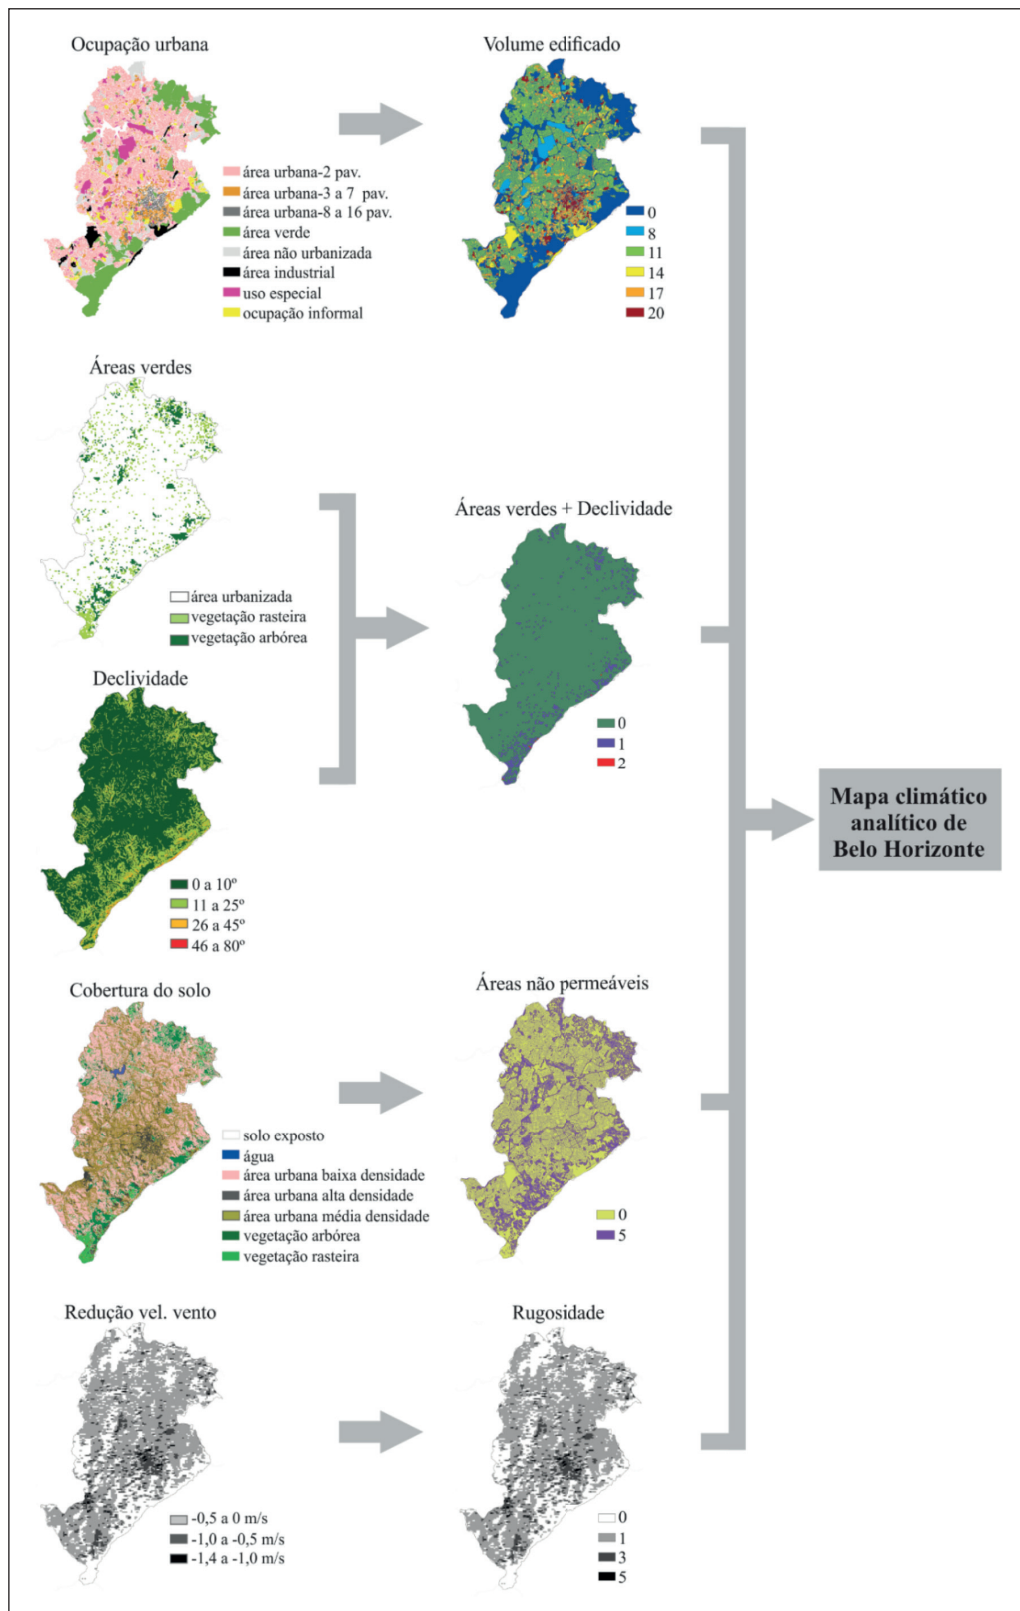 Ocupação urbana
área urbana-2 pav.
área urbana-3 a 7 pav.
área urbana-8 a 16 pav.
área verde
área não urbanizada
área industrial
uso especial
ocupação informal
Volume edificado
0
8
11
14
17
20
Áreas verdes
área urbanizada
vegetação rasteira
vegetação arbórea
Declividade
0 a 10º
11 a 25º
26 a 45º
46 a 80º
Áreas verdes + Declividade
0
1
2
Cobertura do solo
solo exposto
água
área urbana baixa densidade
área urbana alta densidade
área urbana média densidade
vegetação arbórea
vegetação rasteira
Áreas não permeáveis
0
5
Redução vel. vento
-0,5 a 0 m/s
-1,0 a -0,5 m/s
-1,4 a -1,0 m/s
Rugosidade
0
1
3
5
Mapa climático
analítico de
Belo Horizonte